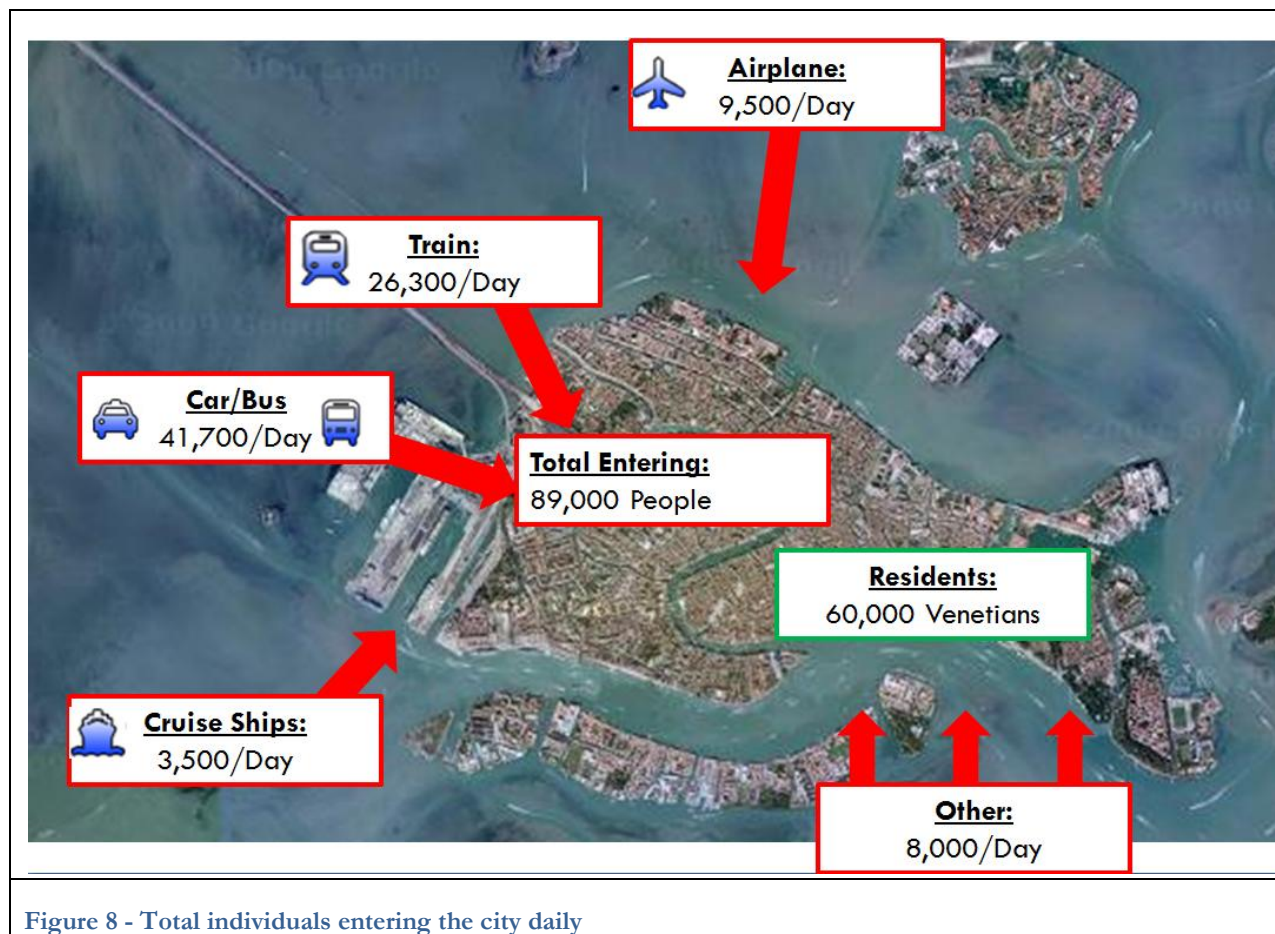 Airplane:
9,500/Day
Train:
26,300/Day
Car/Bus
41,700/Day
Total Entering:
89,000 People
Residents:
60,000 Venetians
Cruise Ships:
3,500/Day
Other:
8,000/Day
Figure 8 - Total individuals entering the city daily